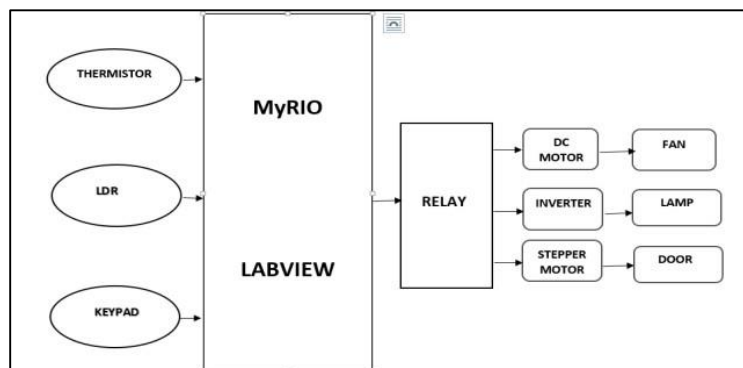 THERMISTOR
LDR
KEYPAD
MyRIO
LABVIEW
RELAY
DC
MOTOR
FAN
INVERTER
LAMP
STEPPER
MOTOR
DOOR